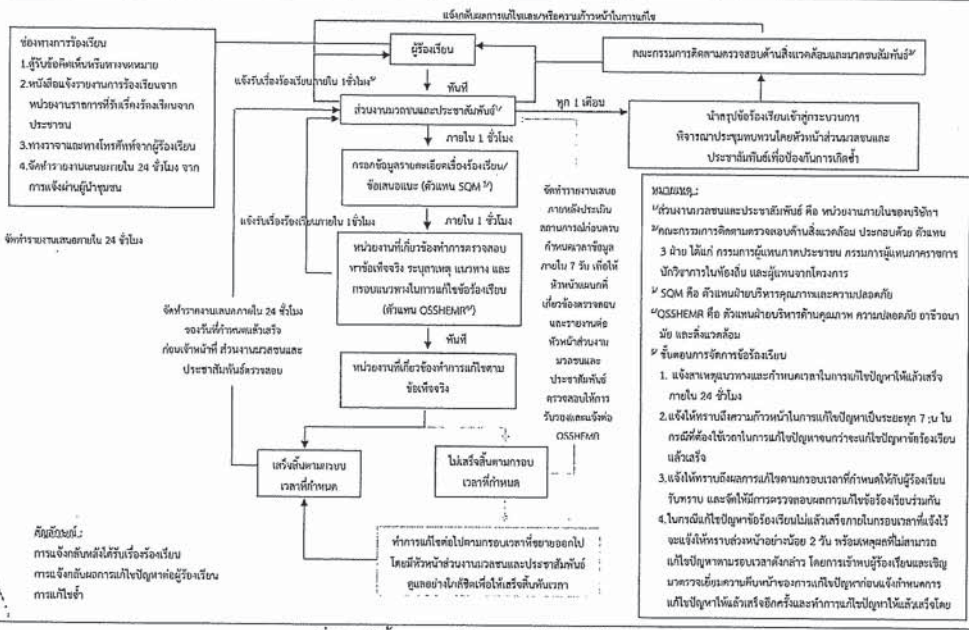 แจ้งกลับผลการแก้ไขและ/หรือความก้าวหน้าในการแก้ไข
ช่องทางการร้องเรียน
1.ตู้รับข้อคิดเห็นหรือทางจดหมาย
2.หนังสือแจ้งรายงานการร้องเรียนจาก
หน่วยงานราชการที่รับเรื่องร้องเรียนจาก
ประชาชน
3.ทางวาจาและทางโทรศัพท์จากผู้ร้องเรียน
4.จัดทำรายงานเสนอภายใน 24 ชั่วโมง จาก
การแจ้งผ่านผู้นำชุมชน
ผู้ร้องเรียน
คณะกรรมการติดตามตรวจสอบด้านสิ่งแวดล้อมและมวลชนสัมพันธ์2/
แจ้งรับเรื่องร้องเรียนภายใน 1ชั่วโมง5/
ทันที
ส่วนงานมวลชนและประชาสัมพันธ์1/
ทุก 1 เดือน
นำสรุปข้อร้องเรียนเข้าสู่กระบวนการ
พิจารณาประชุมทบทวนโดยหัวหน้าส่วนมวลชนและ
ประชาสัมพันธ์เพื่อป้องกันการเกิดซ้ำ
ภายใน 1 ชั่วโมง
กรอกข้อมูลรายละเอียดเรื่องร้องเรียน/
ข้อเสนอแนะ (ตัวแทน SQM 3/)
แจ้งรับเรื่องร้องเรียนภายใน 1ชั่วโมง
ภายใน 1 ชั่วโมง
จัดทำรายงานเสนอภายใน 24 ชั่วโมง
หน่วยงานที่เกี่ยวข้องทำการตรวจสอบ
หาข้อเท็จจริง ระบุสาเหตุ แนวทาง และ
กรอบแนวทางในการแก้ไขข้อร้องเรียน
(ตัวแทน QSSHEMR4/)
จัดทำรายงานเสนอภายใน 24 ชั่วโมง
ของวันที่กำหนดแล้วเสร็จ
ก่อนเจ้าหน้าที่ ส่วนงานมวลชนและ
ประชาสัมพันธ์ตรวจสอบ
ทันที
หน่วยงานที่เกี่ยวข้องทำการแก้ไขตาม
ข้อเท็จจริง
จัดทำรายงานเสนอ
ภายหลังประเมิน
สถานการณ์ก่อนครบ
กำหนดเวลาข้อมูล
ภายใน 7 วัน เพื่อให้
หัวหน้าแผนกที่
เกี่ยวข้องตรวจสอบ
และรายงานต่อ
หัวหน้าส่วนงาน
มวลชนและ
ประชาสัมพันธ์
ตรวจสอบให้การ
รับรองและแจ้งต่อ
QSSHEMR
เสร็จสิ้นตามกรอบ
เวลาที่กำหนด
ไม่เสร็จสิ้นตามกรอบ
เวลาที่กำหนด
ทำการแก้ไขต่อไปตามกรอบเวลาที่ขยายออกไป
โดยมีหัวหน้าส่วนงานมวลชนและประชาสัมพันธ์
ดูแลอย่างใกล้ชิดเพื่อให้เสร็จสิ้นทันเวลา
สัญลักษณ์ :
การแจ้งกลับหลังได้รับเรื่องร้องเรียน
การแจ้งกลับผลการแก้ไขปัญหาต่อผู้ร้องเรียน
การแก้ไขซ้ำ
หมายเหตุ :
1/ส่วนงานมวลชนและประชาสัมพันธ์ คือ หน่วยงานภายในของบริษัทฯ
2/คณะกรรมการติดตามตรวจสอบด้านสิ่งแวดล้อม ประกอบด้วย ตัวแทน
3 ฝ่าย ได้แก่ กรรมการผู้แทนภาคประชาชน กรรมการผู้แทนภาคราชการ
นักวิชาการในท้องถิ่น และผู้แทนจากโครงการ
3/ SQM คือ ตัวแทนฝ่ายบริหารคุณภาพและความปลอดภัย
4/QSSHEMR คือ ตัวแทนฝ่ายบริหารด้านคุณภาพ ความปลอดภัย อาชีวอนา
มัย และสิ่งแวดล้อม
5/ ขั้นตอนการจัดการข้อร้องเรียน
1. แจ้งสาเหตุแนวทางและกำหนดเวลาในการแก้ไขปัญหาให้แล้วเสร็จ
ภายใน 24 ชั่วโมง
2.แจ้งให้ทราบถึงความก้าวหน้าในการแก้ไขปัญหาเป็นระยะทุก 7 ใน
กรณีที่ต้องใช้เวลาในการแก้ไขปัญหาจนกว่าจะแก้ไขปัญหาข้อร้องเรียน
แล้วเสร็จ
3.แจ้งให้ทราบถึงผลการแก้ไขตามกรอบเวลาที่กำหนดให้กับผู้ร้องเรียน
รับทราบ และจัดให้มีการตรวจสอบผลการแก้ไขข้อร้องเรียนร่วมกัน
4.ในกรณีแก้ไขปัญหาข้อร้องเรียนไม่แล้วเสร็จภายในกรอบเวลาที่แจ้งไว้
จะแจ้งให้ทราบล่วงหน้าอย่างน้อย 2 วัน พร้อมเหตุผลที่ไม่สามารถ
แก้ไขปัญหาตามกรอบเวลาดังกล่าว โดยการเข้าพบผู้ร้องเรียนและเชิญ
มาตรวจเยี่ยมความคืบหน้าของการแก้ไขปัญหาก่อนแจ้งกำหนดการ
แก้ไขปัญหาให้แล้วเสร็จอีกครั้งและทำการแก้ไขปัญหาให้แล้วเสร็จโดย